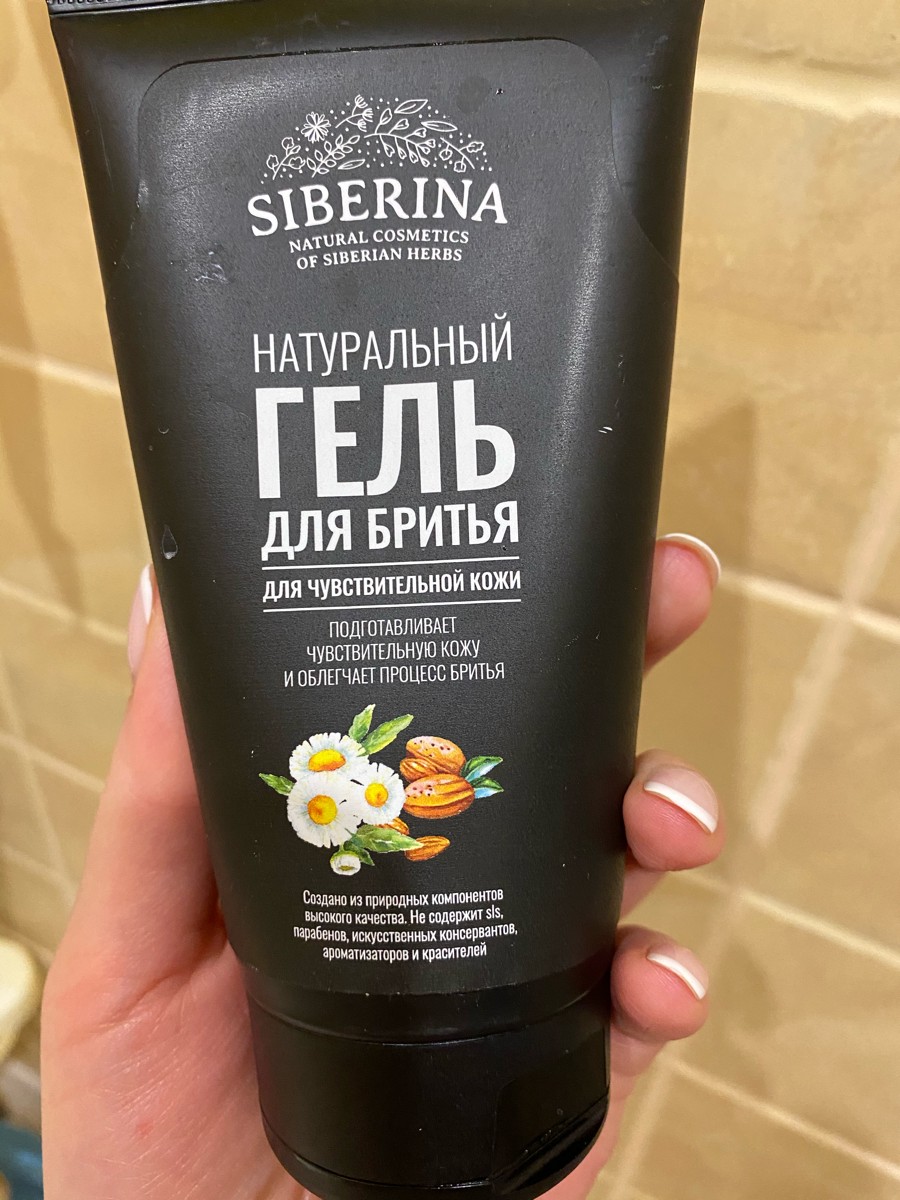 SIBERINA
NATURAL COSMETICS
OF SIBERIAN HERBS
НАТУРАЛЬНЫЙ
ГЕЛЬ
ДЛЯ БРИТЬЯ
ДЛЯ ЧУВСТВИТЕЛЬНОЙ КОЖИ
ПОДГОТАВЛИВАЕТ
ЧУВСТВИТЕЛЬНУЮ КОЖУ
И ОБЛЕГЧАЕТ ПРОЦЕСС БРИТЬЯ
Создано из природных компонентов
высокого качества. Не содержит sls,
парабенов, искусственных консервантов,
ароматизаторов и красителей